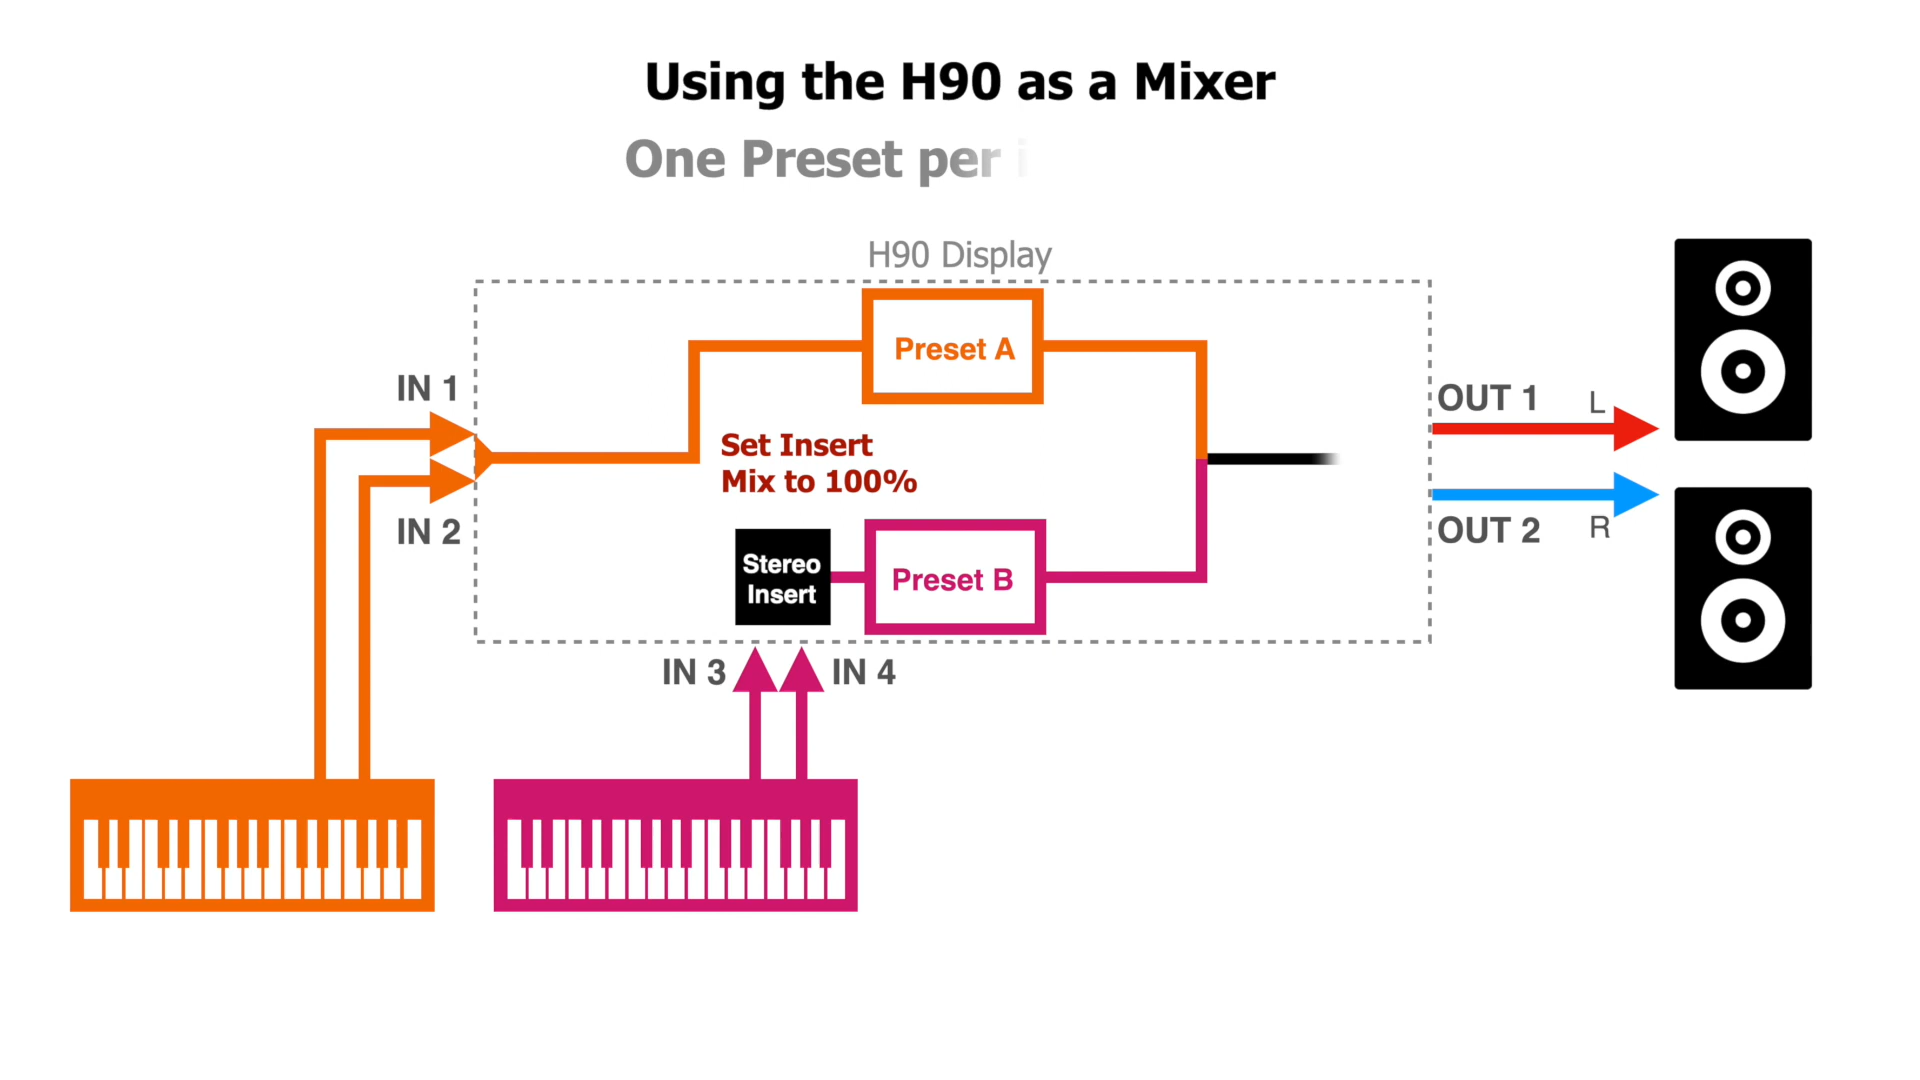 Using the H90 as a Mixer
One Preset per
H90 Display
Preset A
IN 1
OUT 1 L
Set Insert
Mix to 100%
IN 2
OUT 2 R
Stereo
Insert
Preset B
IN 3
IN 4